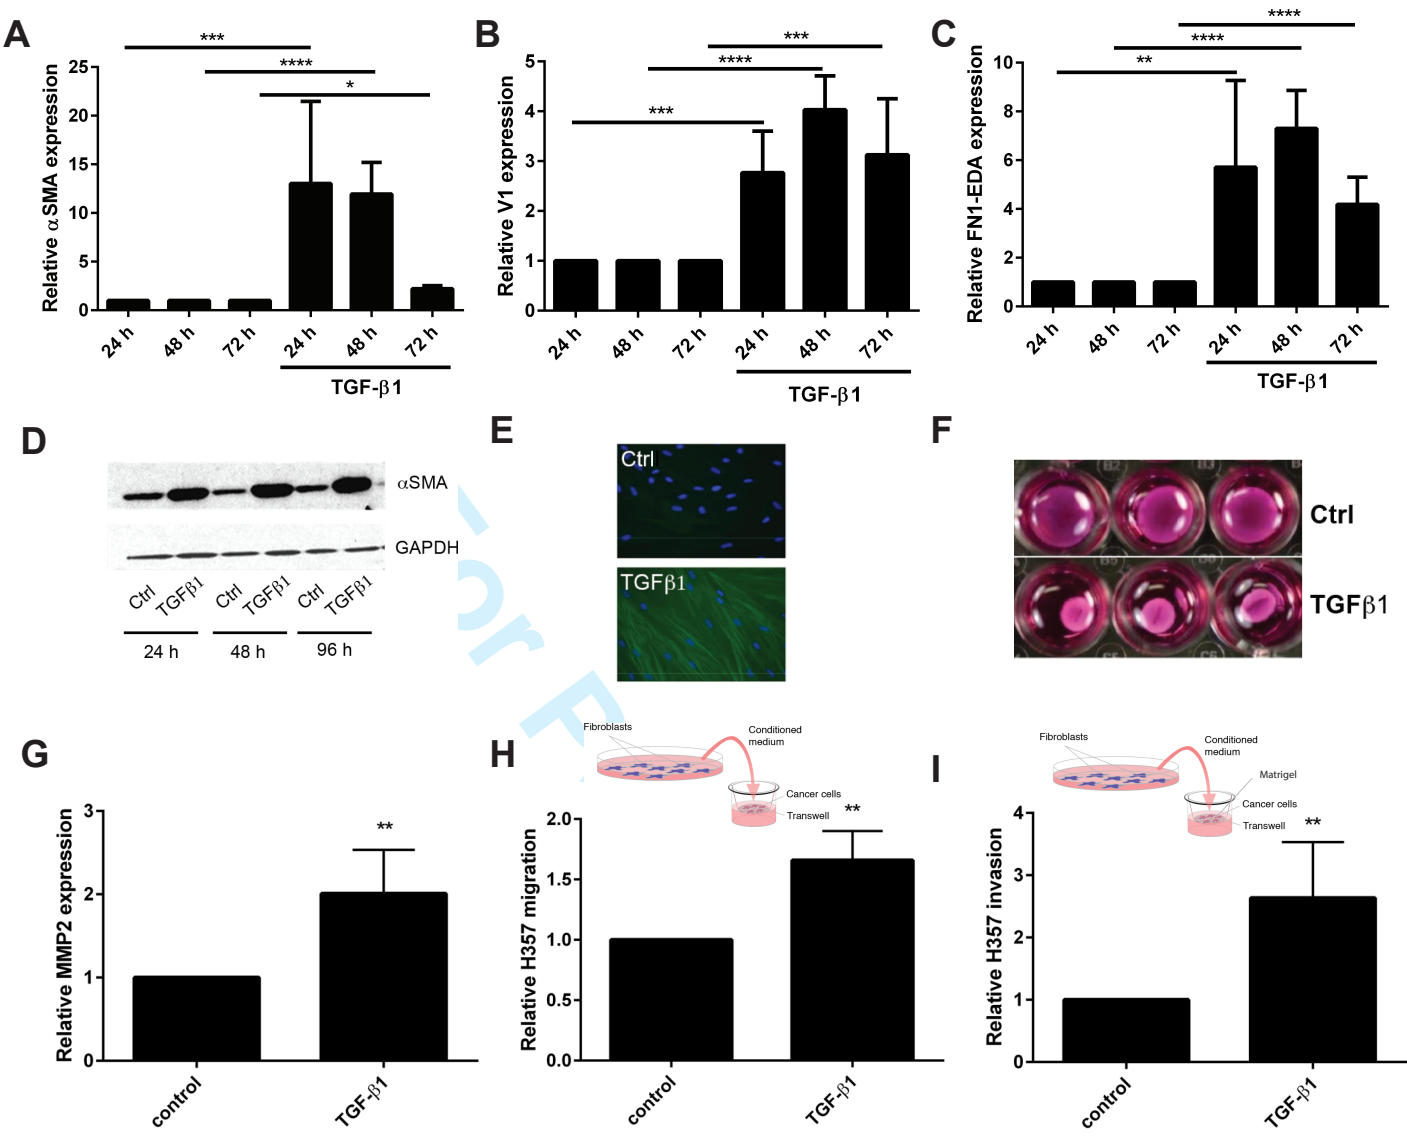 A
***
****
*
Relative αSMA expression
25
20
15
10
5
0
24 h
48 h
72 h
24 h
48 h
72 h
TGF-β1
B
***
****
***
Relative V1 expression
5
4
3
2
1
0
24 h
48 h
72 h
24 h
48 h
72 h
TGF-β1
C
****
****
**
Relative FN1-EDA expression
10
8
6
4
2
0
24 h
48 h
72 h
24 h
48 h
72 h
TGF-β1
D
αSMA
GAPDH
Ctrl
TGFβ1
Ctrl
TGFβ1
Ctrl
TGFβ1
24 h
48 h
96 h
E
Ctrl
TGFβ1
F
B2
B3
Ctrl
TGFβ1
G
**
Relative MMP2 expression
3
2
1
0
control
TGF-β1
H
Fibroblasts
Conditioned
medium
Cancer cells
Transwell
**
Relative H357 migration
2.0
1.5
1.0
0.5
0.0
control
TGF-β1
I
Fibroblasts
Conditioned
medium
Matrigel
Cancer cells
Transwell
**
Relative H357 invasion
4
3
2
1
0
control
TGF-β1